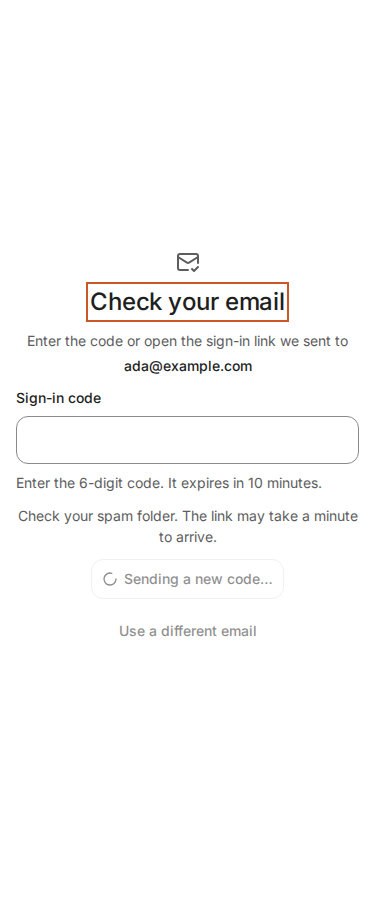 Check your email
Enter the code or open the sign-in link we sent to
ada@example.com
Sign-in code
Enter the 6-digit code. It expires in 10 minutes.
Check your spam folder. The link may take a minute
to arrive.
Sending a new code...
Use a different email